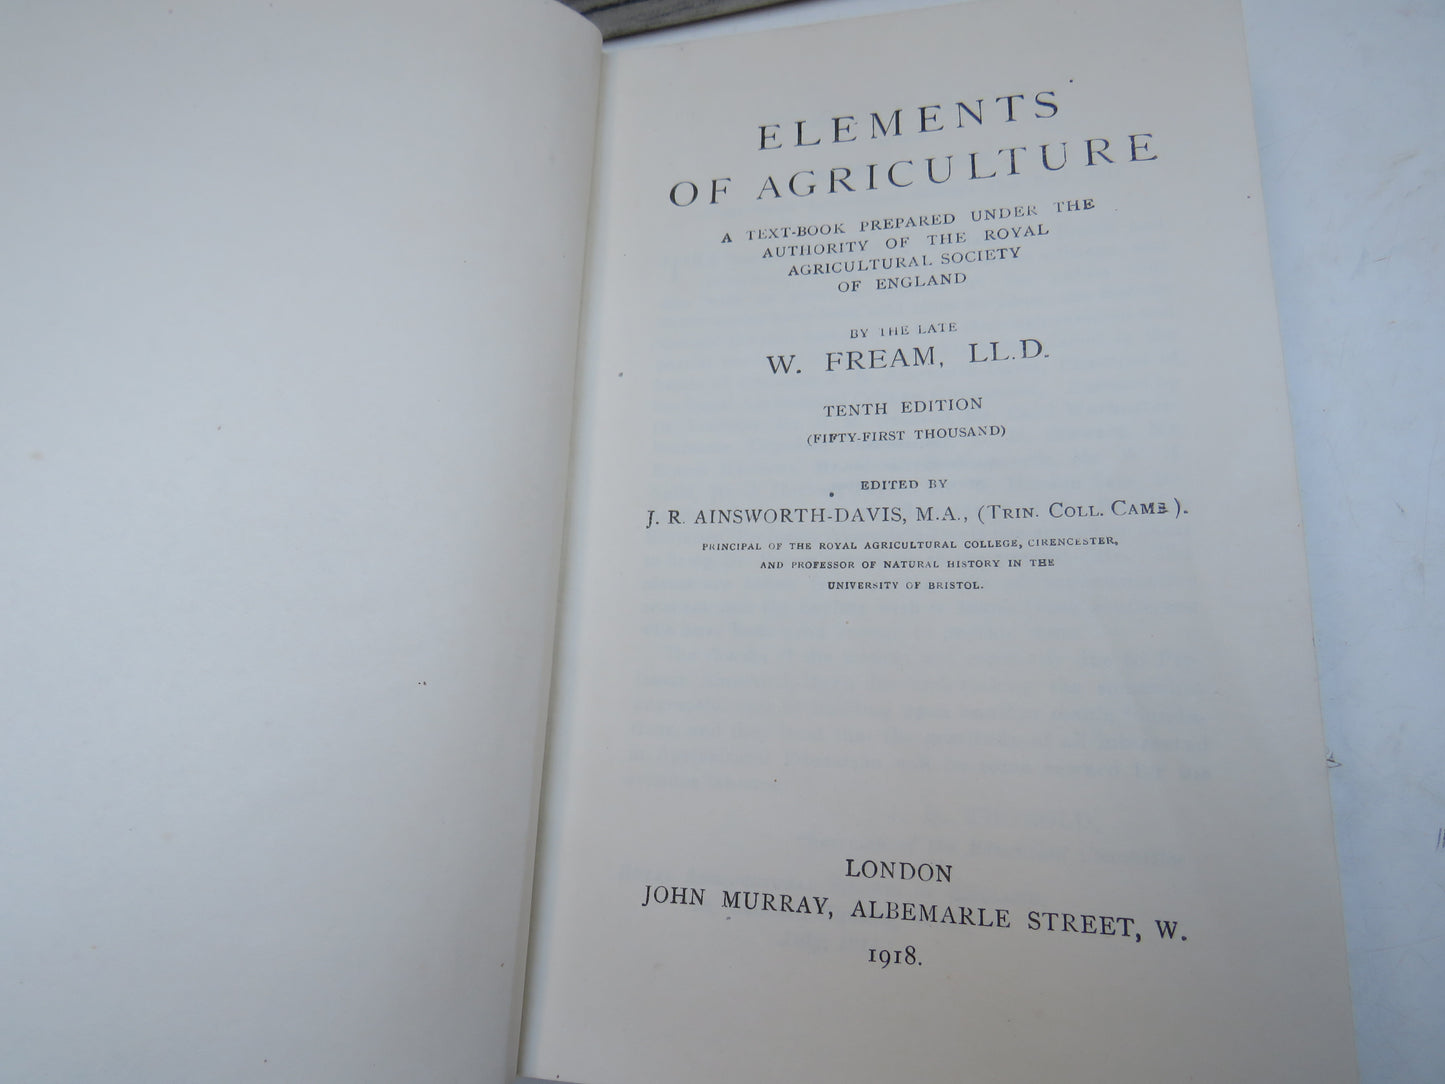 ELEMENTS
OF AGRICULTURE
A TEXT-BOOK PREPARED UNDER THE
AUTHORITY OF THE ROYAL
AGRICULTURAL SOCIETY
OF ENGLAND
BY THE LATE
W. FREAM, LL.D.
TENTH EDITION
(FIFTY-FIRST THOUSAND)
EDITED BY
J. R. AINSWORTH-DAVIS, M.A., (TRIN. COLL. CAMB).
PRINCIPAL OF THE ROYAL AGRICULTURAL COLLEGE, CIRENCESTER,
AND PROFESSOR OF NATURAL HISTORY IN THE
UNIVERSITY OF BRISTOL.
LONDON
JOHN MURRAY, ALBEMARLE STREET, W.
1918.